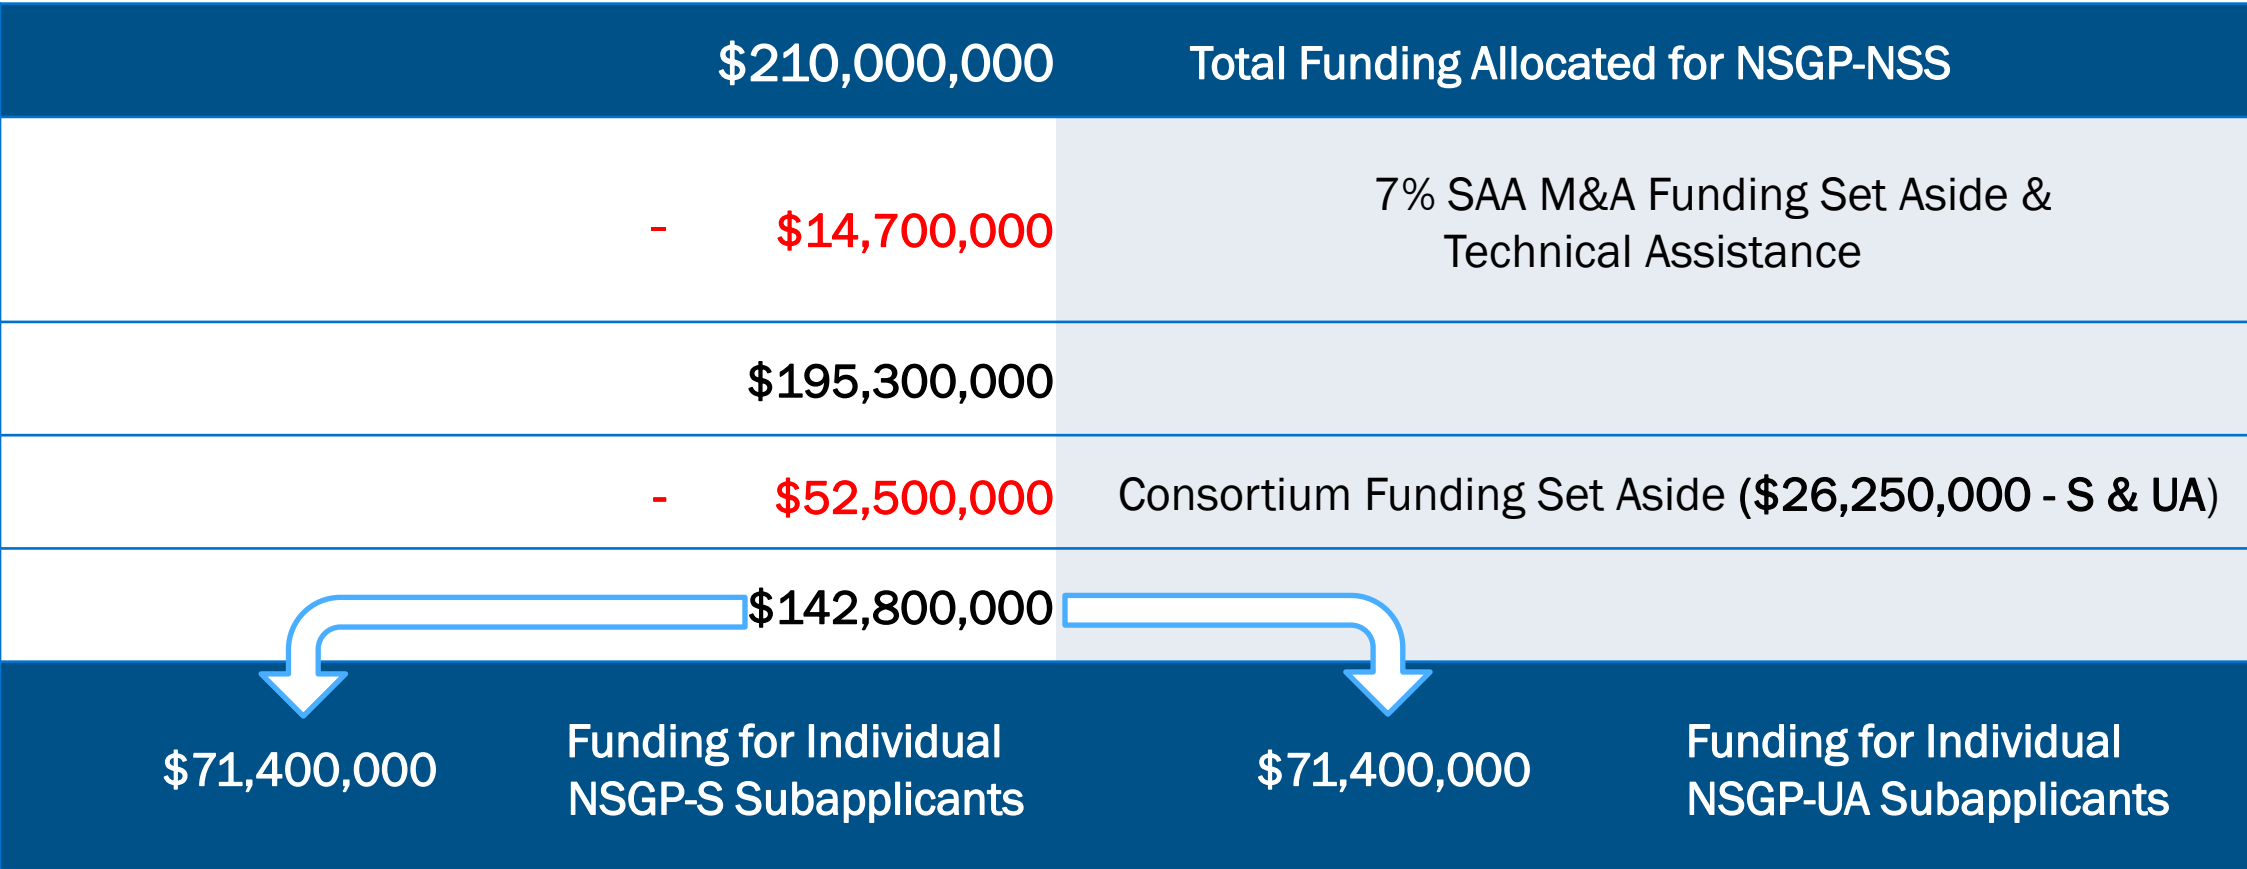 $210,000,000 Total Funding Allocated for NSGP-NSS
- $14,700,000 7% SAA M&A Funding Set Aside &
Technical Assistance
$195,300,000
- $52,500,000 Consortium Funding Set Aside ($26,250,000 - S & UA)
$142,800,000
$71,400,000
Funding for Individual
NSGP-S Subapplicants
$71,400,000
Funding for Individual
NSGP-UA Subapplicants